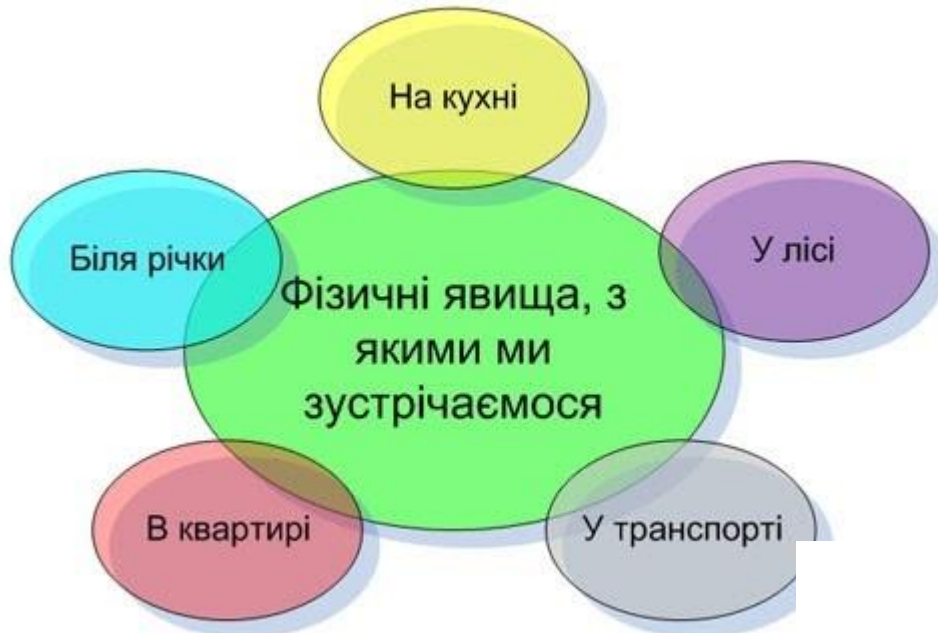 На кухні
Біля річки
У лісі
Фізичні явища, з
якими ми
зустрічаємося
В квартирі
У транспорті